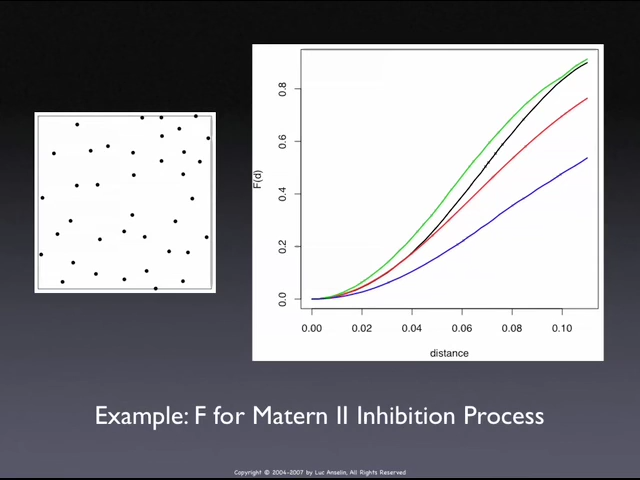 F(d)
0.0
0.2
0.4
0.6
0.8
0.00 0.02 0.04 0.06 0.08 0.10
distance
Example: F for Matern II Inhibition Process
Copyright © 2004-2007 by Luc Anselin, All Rights Reserved